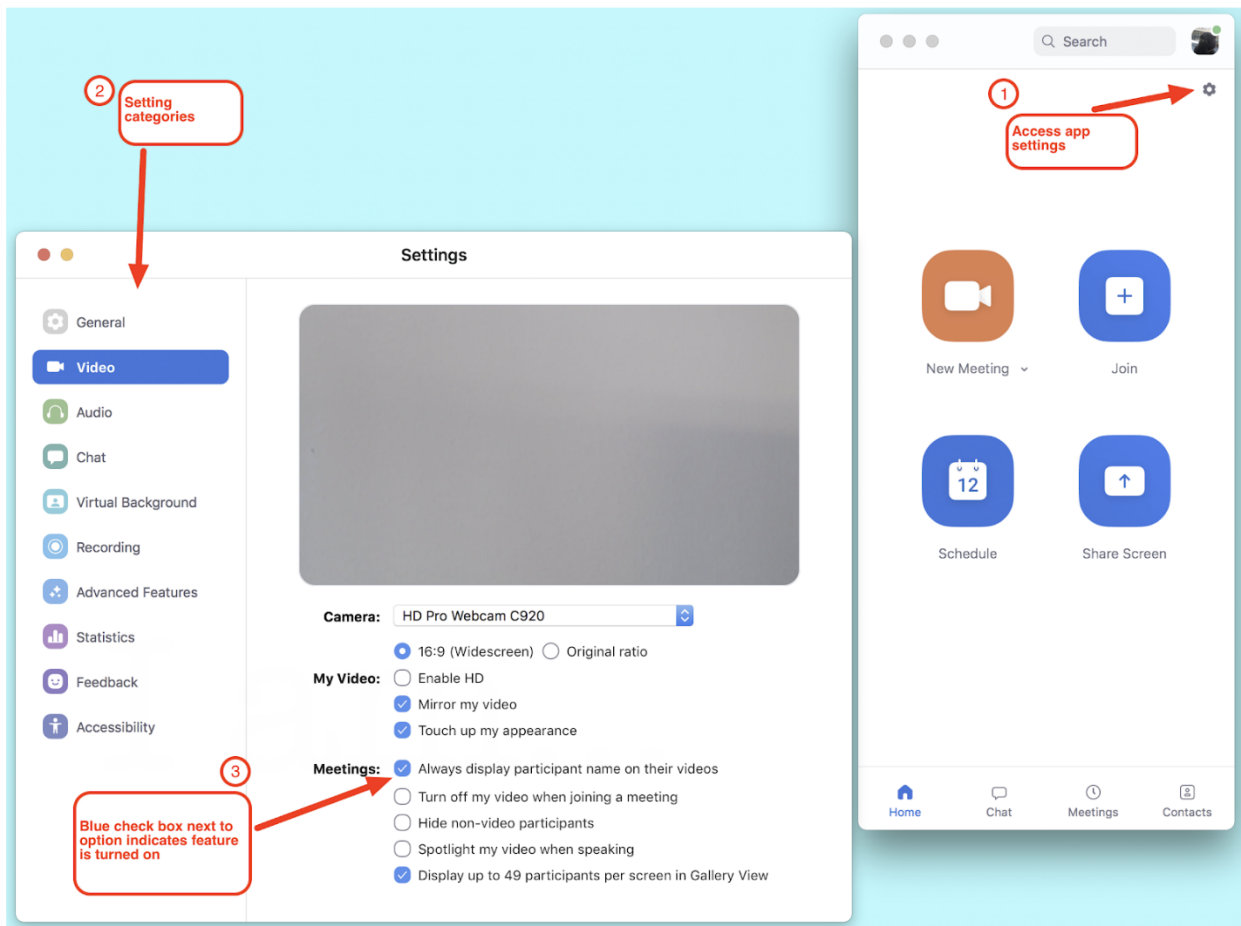 2
Setting
categories
Search
1
Access app
settings
Settings
General
Video
Audio
Chat
Virtual Background
Recording
Advanced Features
Statistics
Feedback
Accessibility
Camera: HD Pro Webcam C920
16:9 (Widescreen) Original ratio
My Video: Enable HD
Mirror my video
Touch up my appearance
Meetings: Always display participant name on their videos
Turn off my video when joining a meeting
Hide non-video participants
Spotlight my video when speaking
Display up to 49 participants per screen in Gallery View
3
Blue check box next to
option indicates feature
is turned on
New Meeting Join
12
Schedule Share Screen
Home Chat Meetings Contacts